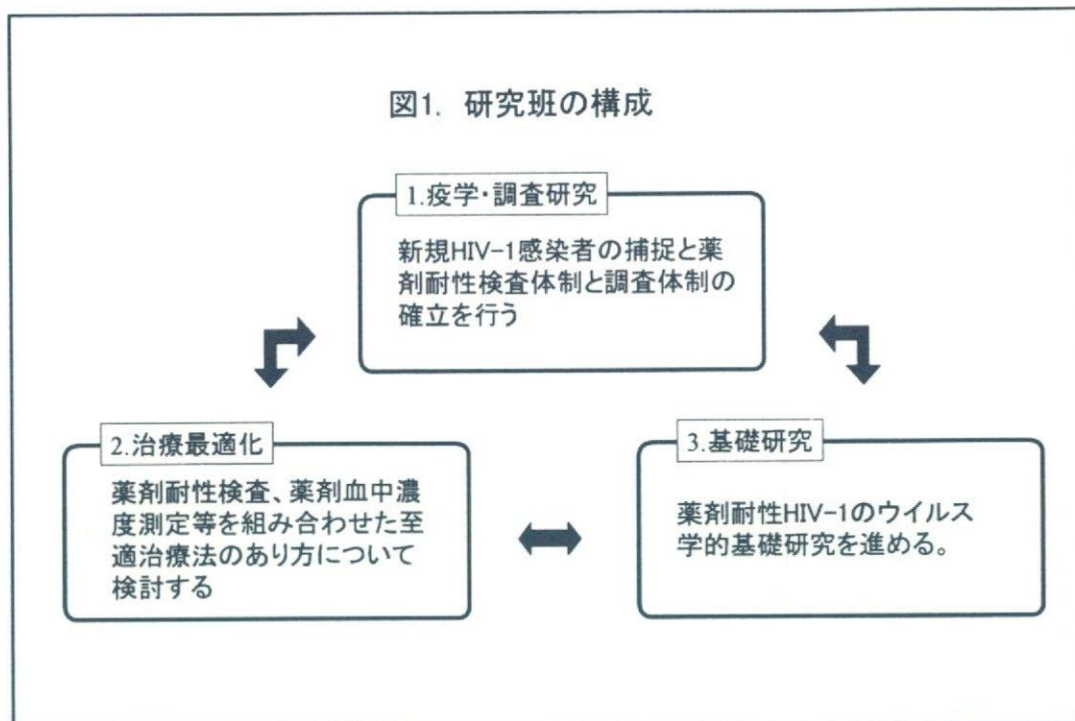 図1. 研究班の構成
1.疫学・調査研究
新規HIV-1感染者の捕捉と薬
剤耐性検査体制と調査体制の
確立を行う
2.治療最適化
薬剤耐性検査、薬剤血中濃
度測定等を組み合わせた至
適治療法のあり方について
検討する
3.基礎研究
薬剤耐性HIV-1のウイルス
学的基礎研究を進める。